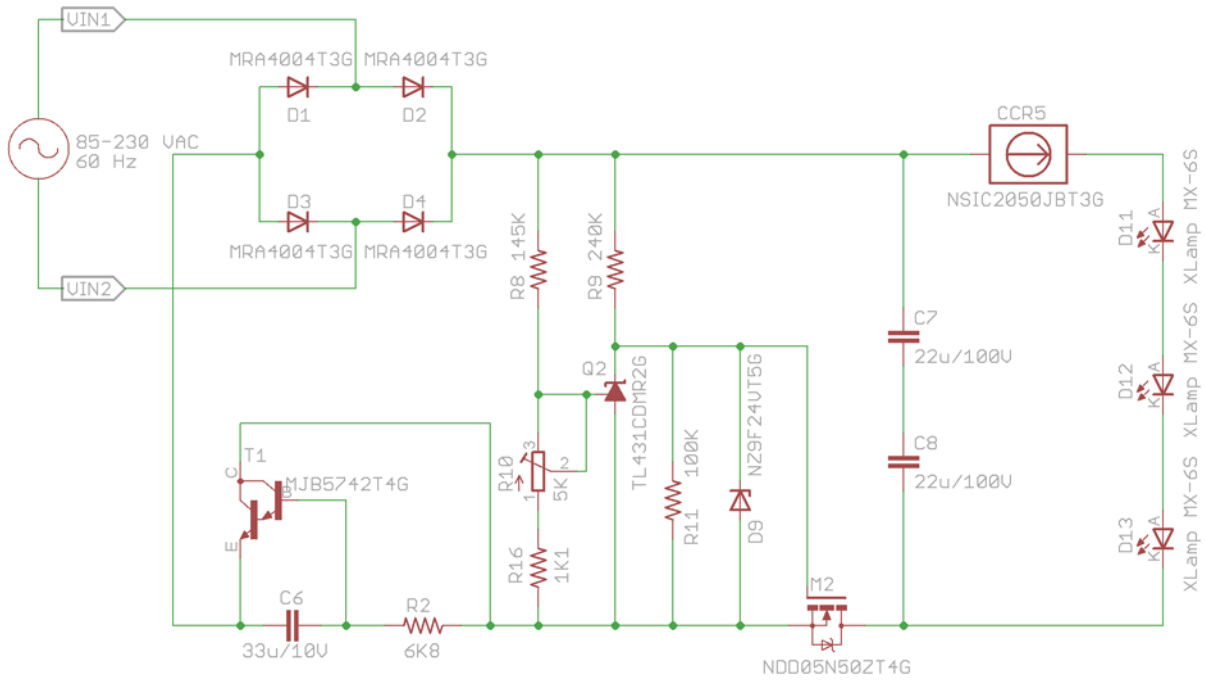 VIN1
MRA4004T3G MRA4004T3G
D1 D2
85-230 VAC
60 Hz
D3 D4
MRA4004T3G MRA4004T3G
VIN2
CCR5
NSIC2050JBT3G
R8 145K
R9 240K
D11
A
K
XLamp MX-6S
C7
22u/100V
D12
A
K
XLamp MX-6S
C8
22u/100V
D13
A
K
XLamp MX-6S
Q2
TL431CDMR2G
R10
3
2
1
5K
R11 100K
NZ9F24VT5G
D9
R16 1K1
T1
C
B
E
MJB5742T4G
C6
33u/10V
R2
6K8
M2
NDD05N50ZT4G